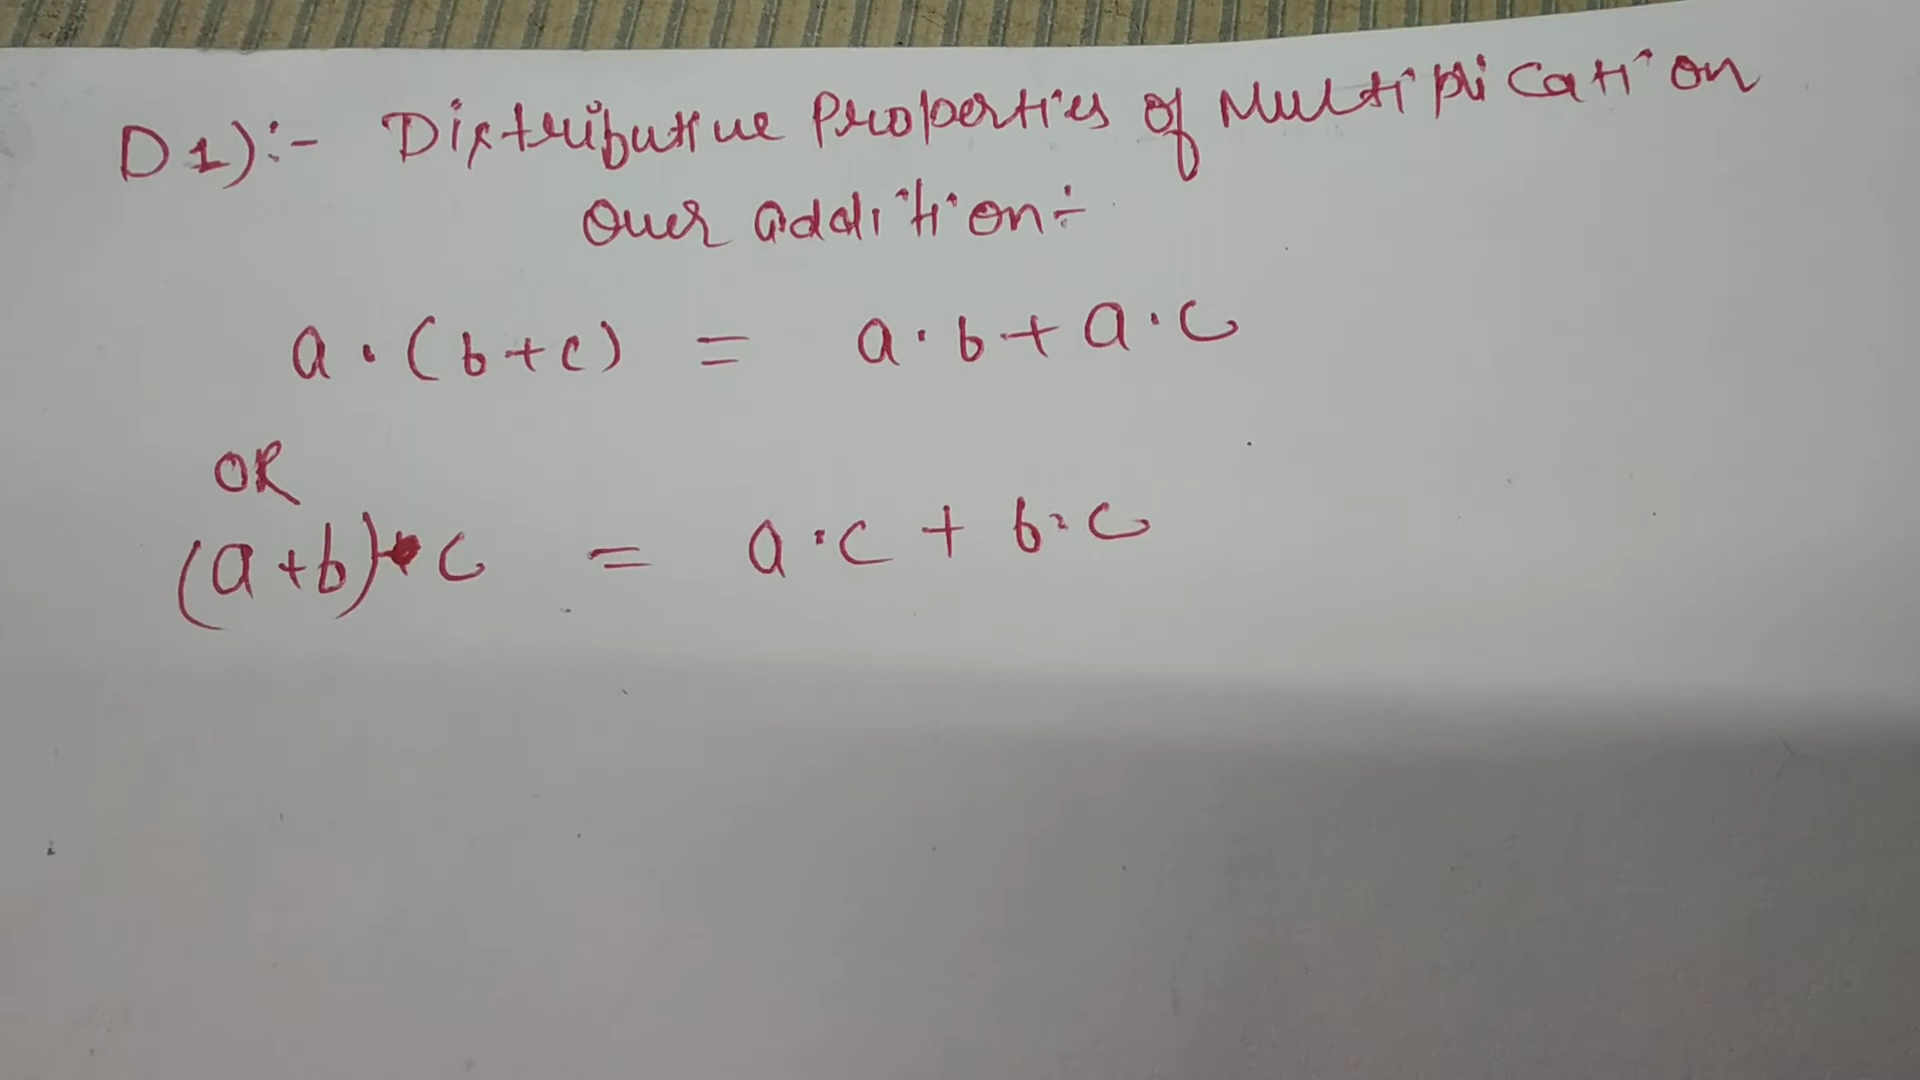 D1):- Distributive Properties of Multiplication
Over addition:-
a·(b+c) = a·b+a·c
OR
(a+b)·c = a·c + b·c